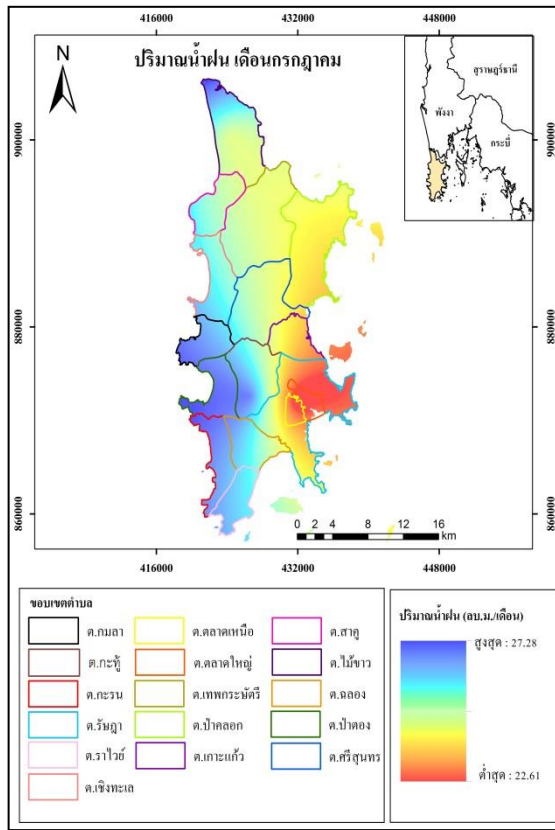 416000 432000 448000
N
ปริมาณน้ำฝน เดือนกรกฎาคม
สุราษฎร์ธานี
พังงา
กระบี่
900000 900000
880000 880000
860000 860000
0 2 4 8 12 16
km
416000 432000 448000
ขอบเขตตำบล
ต.กมลา ต.ตลาดเหนือ ต.สาคู
ต.กะทู้ ต.ตลาดใหญ่ ต.ไม้ขาว
ต.กะรน ต.เทพกระษัตรี ต.ฉลอง
ต.รัษฎา ต.ป่าคลอก ต.ป่าตอง
ต.ราไวย์ ต.เกาะแก้ว ต.ศรีสุนทร
ต.เชิงทะเล
ปริมาณน้ำฝน (ลบ.ม./เดือน)
สูงสุด : 27.28
ต่ำสุด : 22.61